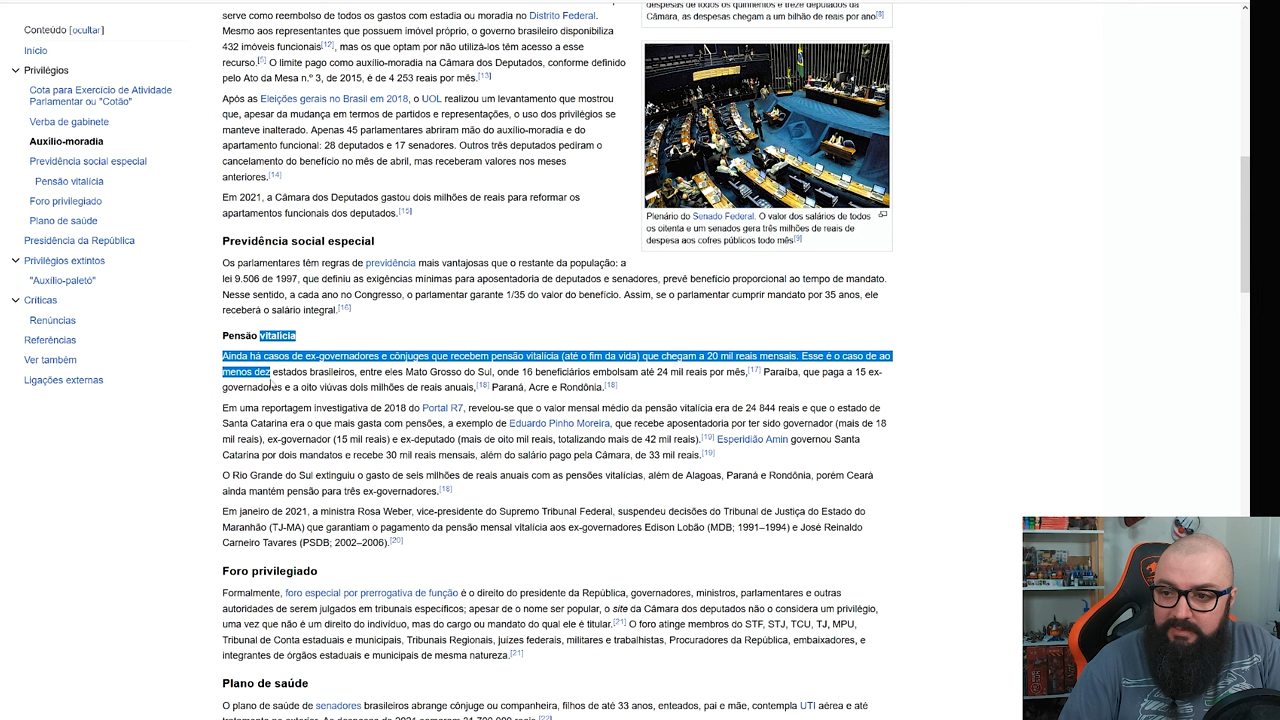 Conteúdo [ocultar]
Início
Privilégios
Cota para Exercício de Atividade
Parlamentar ou "Cotão"
Verba de gabinete
Auxílio-moradia
Previdência social especial
Pensão vitalícia
Foro privilegiado
Plano de saúde
Presidência da República
Privilégios extintos
"Auxílio-paletó"
Críticas
Renúncias
Referências
Ver também
Ligações externas
serve como reembolso de todos os gastos com estadia ou moradia no Distrito Federal.
Mesmo aos representantes que possuem imóvel próprio, o governo brasileiro disponibiliza
432 imóveis funcionais[12], mas os que optam por não utilizá-los têm acesso a esse
recurso.[5] O limite pago como auxílio-moradia na Câmara dos Deputados, conforme definido
pelo Ato da Mesa n.º 3, de 2015, é de 4 253 reais por mês.[13]
Após as Eleições gerais no Brasil em 2018, o UOL realizou um levantamento que mostrou
que, apesar da mudança em termos de partidos e representações, o uso dos privilégios se
manteve inalterado. Apenas 45 parlamentares abriram mão do auxílio-moradia e do
apartamento funcional: 28 deputados e 17 senadores. Outros três deputados pediram o
cancelamento do benefício no mês de abril, mas receberam valores nos meses
anteriores.[14]
Em 2021, a Câmara dos Deputados gastou dois milhões de reais para reformar os
apartamentos funcionais dos deputados.[15]
despesas de todos os quinhentos e treze deputados da
Câmara, as despesas chegam a um bilhão de reais por ano[8]
Plenário do Senado Federal. O valor dos salários de todos
os oitenta e um senados gera três milhões de reais de
despesa aos cofres públicos todo mês[9]
Previdência social especial
Os parlamentares têm regras de previdência mais vantajosas que o restante da população: a
lei 9.506 de 1997, que definiu as exigências mínimas para aposentadoria de deputados e senadores, prevê benefício proporcional ao tempo de mandato.
Nesse sentido, a cada ano no Congresso, o parlamentar garante 1/35 do valor do benefício. Assim, se o parlamentar cumprir mandato por 35 anos, ele
receberá o salário integral.[16]
Pensão vitalícia
Ainda há casos de ex-governadores e cônjuges que recebem pensão vitalícia (até o fim da vida) que chegam a 20 mil reais mensais. Esse é o caso de ao
menos dez estados brasileiros, entre eles Mato Grosso do Sul, onde 16 beneficiários embolsam até 24 mil reais por mês,[17] Paraíba, que paga a 15 ex-
governadores e a oito viúvas dois milhões de reais anuais,[18] Paraná, Acre e Rondônia.[18]
Em uma reportagem investigativa de 2018 do Portal R7, revelou-se que o valor mensal médio da pensão vitalícia era de 24 844 reais e que o estado de
Santa Catarina era o que mais gasta com pensões, a exemplo de Eduardo Pinho Moreira, que recebe aposentadoria por ter sido governador (mais de 18
mil reais), ex-governador (15 mil reais) e ex-deputado (mais de oito mil reais, totalizando mais de 42 mil reais).[19] Esperidião Amin governou Santa
Catarina por dois mandatos e recebe 30 mil reais mensais, além do salário pago pela Câmara, de 33 mil reais.[19]
O Rio Grande do Sul extinguiu o gasto de seis milhões de reais anuais com as pensões vitalícias, além de Alagoas, Paraná e Rondônia, porém Ceará
ainda mantém pensão para três ex-governadores.[18]
Em janeiro de 2021, a ministra Rosa Weber, vice-presidente do Supremo Tribunal Federal, suspendeu decisões do Tribunal de Justiça do Estado do
Maranhão (TJ-MA) que garantiam o pagamento da pensão mensal vitalícia aos ex-governadores Edison Lobão (MDB; 1991–1994) e José Reinaldo
Carneiro Tavares (PSDB; 2002–2006).[20]
Foro privilegiado
Formalmente, foro especial por prerrogativa de função é o direito do presidente da República, governadores, ministros, parlamentares e outras
autoridades de serem julgados em tribunais específicos; apesar de o nome ser popular, o site da Câmara dos deputados não o considera um privilégio,
uma vez que não é um direito do indivíduo, mas do cargo ou mandato do qual ele é titular.[21] O foro atinge membros do STF, STJ, TCU, TJ, MPU,
Tribunal de Conta estaduais e municipais, Tribunais Regionais, juízes federais, militares e trabalhistas, Procuradores da República, embaixadores, e
integrantes de órgãos estaduais e municipais de mesma natureza.[21]
Plano de saúde
O plano de saúde de senadores brasileiros abrange cônjuge ou companheira, filhos de até 33 anos, enteados, pai e mãe, contempla UTI aérea e até